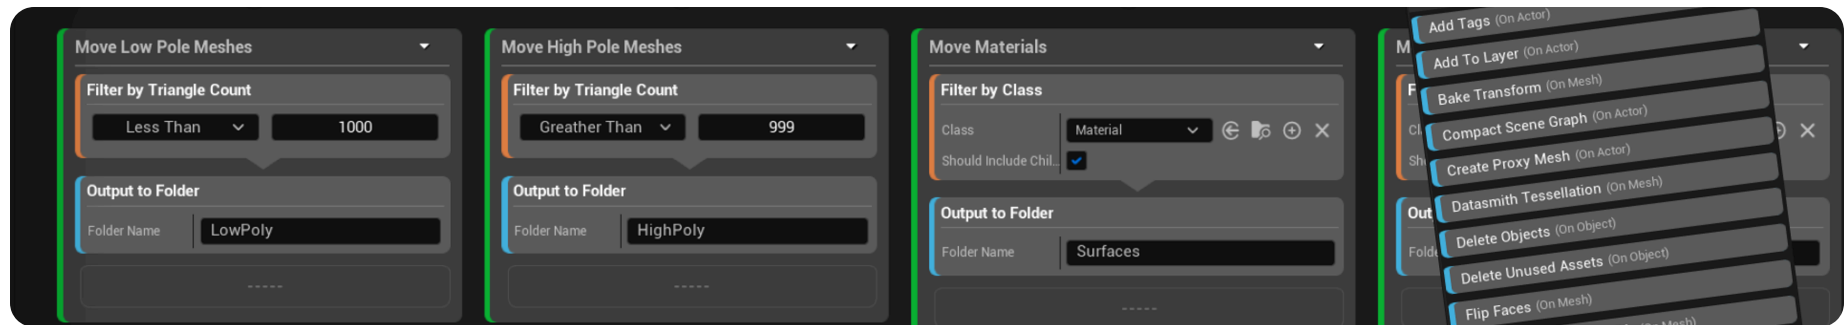 Move Low Pole Meshes
Filter by Triangle Count
Less Than
1000
Output to Folder
Folder Name
LowPoly
-----
Move High Pole Meshes
Filter by Triangle Count
Greather Than
999
Output to Folder
Folder Name
HighPoly
-----
Move Materials
Filter by Class
Class
Material
Should Include Chil...
Output to Folder
Folder Name
Surfaces
-----
M
F
Cl
Sh
Out
Folde
Add Tags (On Actor)
Add To Layer (On Actor)
Bake Transform (On Mesh)
Compact Scene Graph (On Actor)
Create Proxy Mesh (On Actor)
Datasmith Tessellation (On Mesh)
Delete Objects (On Object)
Delete Unused Assets (On Object)
Flip Faces (On Mesh)